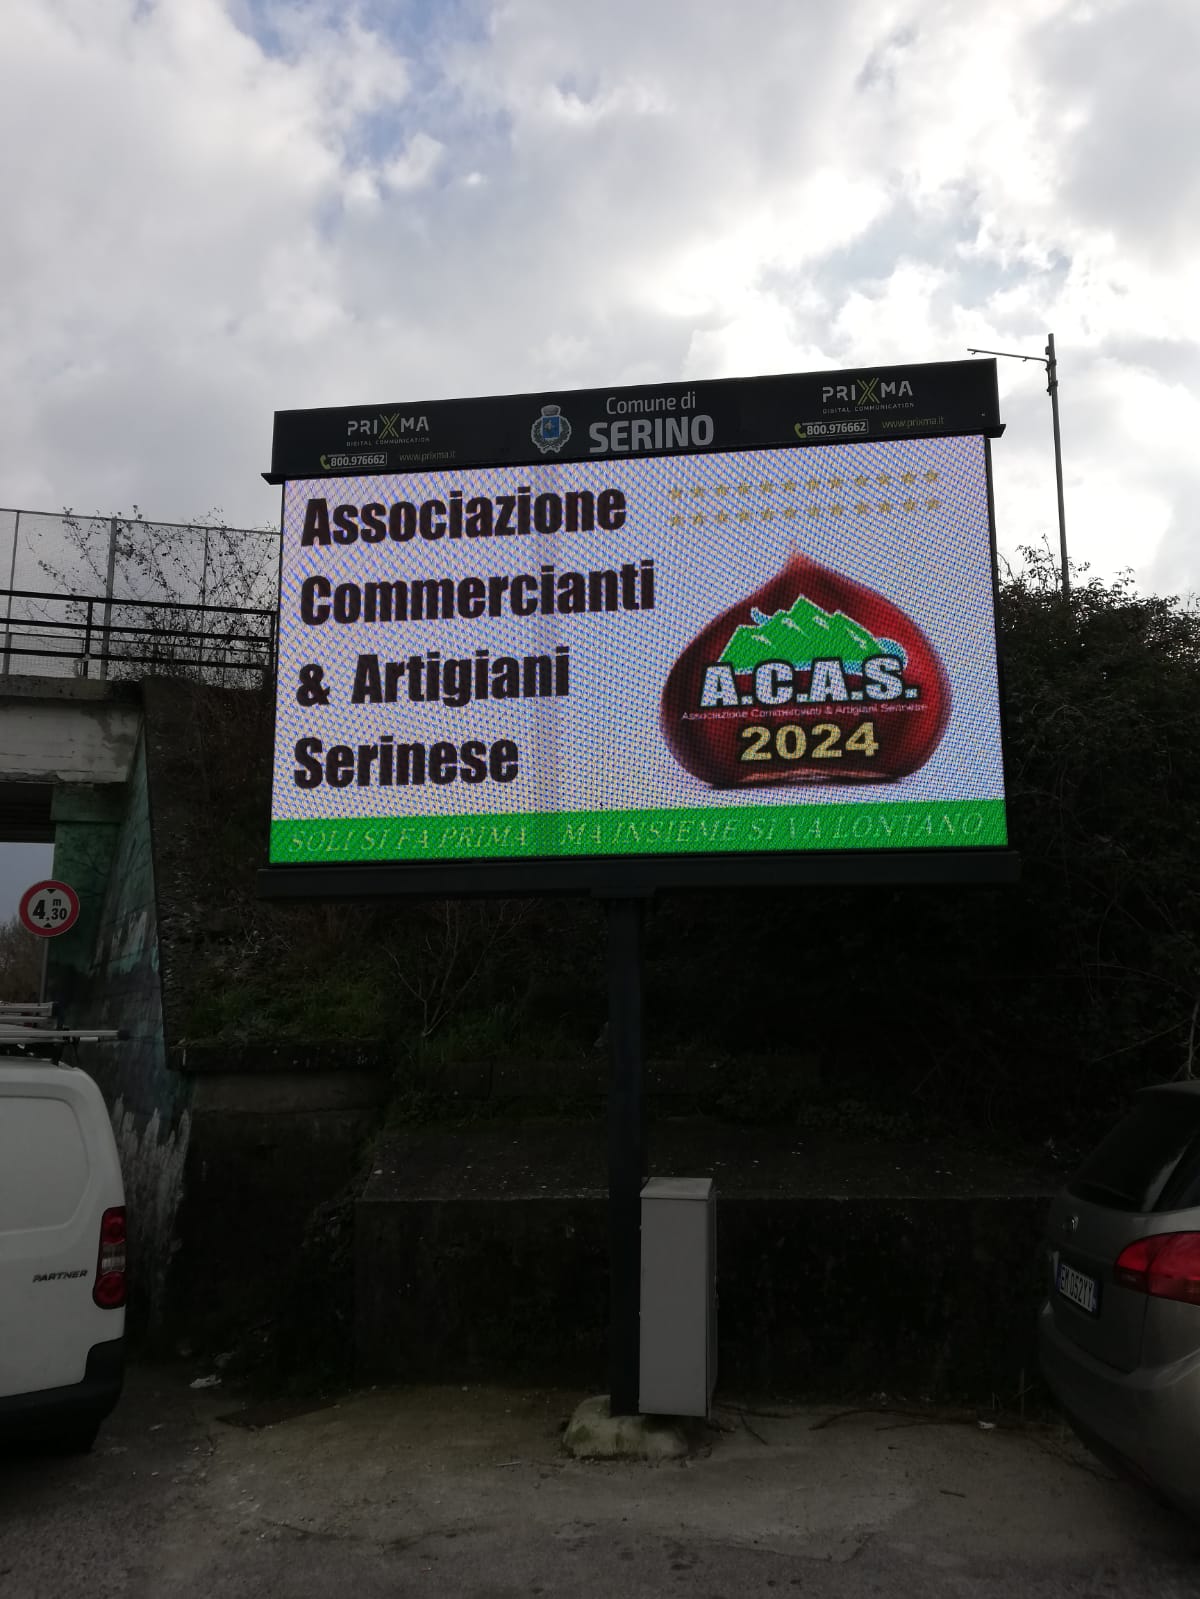 PRIXMA
DIGITAL COMMUNICATION
800.976662 www.prixma.it
Comune di
SERINO
PRIXMA
DIGITAL COMMUNICATION
800.976662 www.prixma.it
Associazione
Commercianti
& Artigiani
Serinese
A.C.A.S.
Associazione Commercianti & Artigiani Serinese
2024
SOLI SI FA PRIMA MA INSIEME SI VA LONTANO
4,30 m
PARTNER
EM052YY